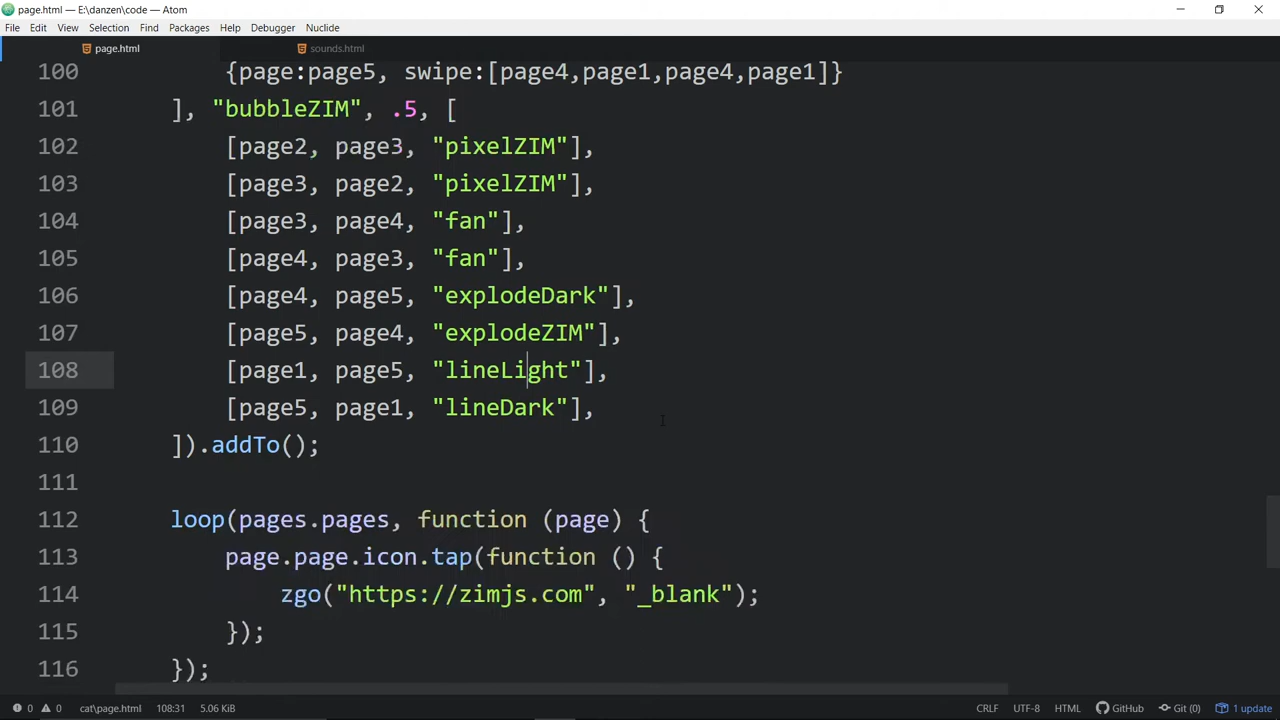 page.html — E:\danzen\code — Atom
File Edit View Selection Find Packages Help Debugger Nuclide
page.html sounds.html
100 {page:page5, swipe:[page4,page1,page4,page1]}
101 ], "bubbleZIM", .5, [
102 [page2, page3, "pixelZIM"],
103 [page3, page2, "pixelZIM"],
104 [page3, page4, "fan"],
105 [page4, page3, "fan"],
106 [page4, page5, "explodeDark"],
107 [page5, page4, "explodeZIM"],
108 [page1, page5, "lineLight"],
109 [page5, page1, "lineDark"],
110 ]).addTo();
111
112 loop(pages.pages, function (page) {
113 page.page.icon.tap(function () {
114 zgo("https://zimjs.com", "_blank");
115 });
116 });
0 0 cat\page.html 108:31 5.06 KiB CRLF UTF-8 HTML GitHub Git (0) 1 update